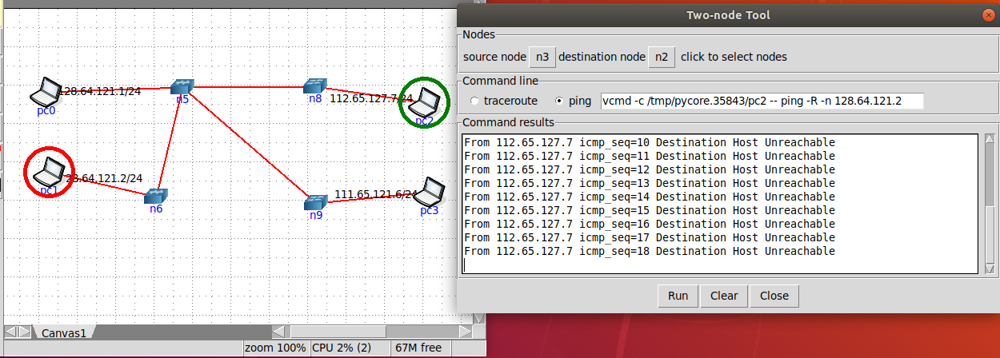 Two-node Tool
Nodes
source node n3 destination node n2 click to select nodes
Command line
traceroute ping vcmd -c /tmp/pycore.35843/pc2 -- ping -R -n 128.64.121.2
Command results
From 112.65.127.7 icmp_seq=10 Destination Host Unreachable
From 112.65.127.7 icmp_seq=11 Destination Host Unreachable
From 112.65.127.7 icmp_seq=12 Destination Host Unreachable
From 112.65.127.7 icmp_seq=13 Destination Host Unreachable
From 112.65.127.7 icmp_seq=14 Destination Host Unreachable
From 112.65.127.7 icmp_seq=15 Destination Host Unreachable
From 112.65.127.7 icmp_seq=16 Destination Host Unreachable
From 112.65.127.7 icmp_seq=17 Destination Host Unreachable
From 112.65.127.7 icmp_seq=18 Destination Host Unreachable
Run Clear Close
28.64.121.1/24
pc0
n5
n8
112.65.127.7/24
pc2
28.64.121.2/24
pc1
n6
n9
111.65.121.6/24
pc3
Canvas1
zoom 100% CPU 2% (2) 67M free